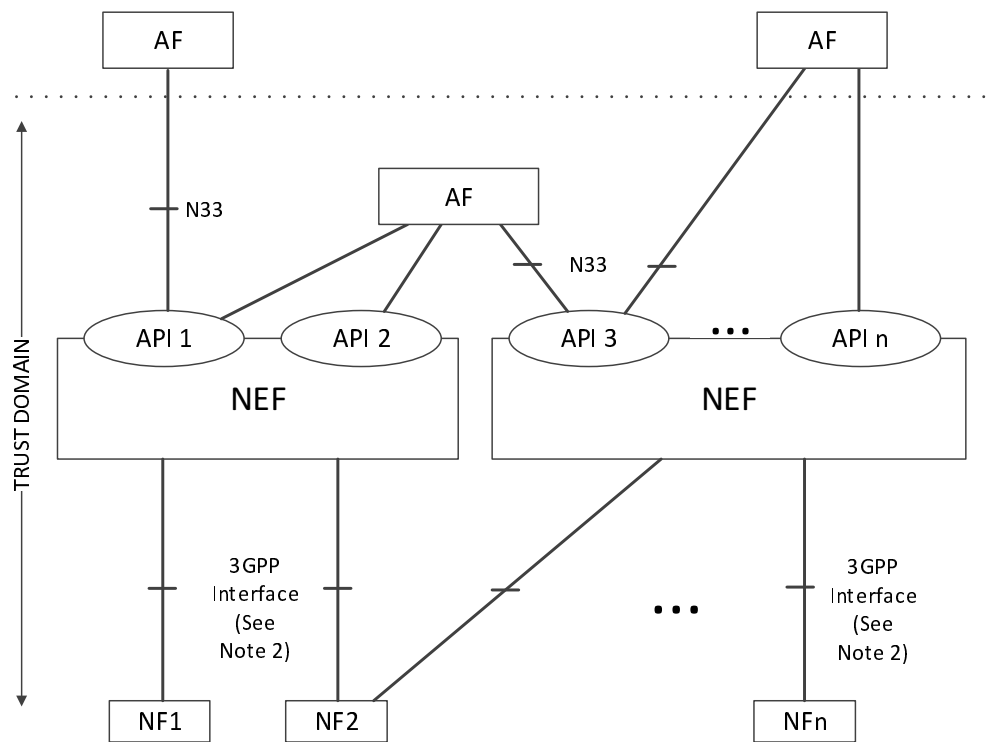 AF
AF
AF
N33
N33
API 1
API 2
API 3
...
API n
NEF
NEF
TRUST DOMAIN
3GPP
Interface
(See
Note 2)
...
3GPP
Interface
(See
Note 2)
NF1
NF2
NFn